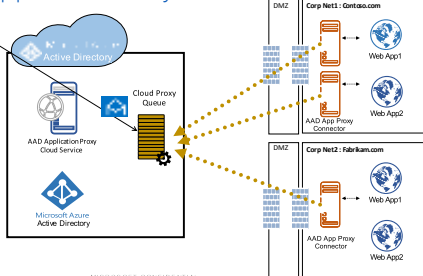 Active Directory
Cloud Proxy
Queue
AAD Application Proxy
Cloud Service
Microsoft Azure
Active Directory
DMZ
Corp Net1 : Contoso.com
Web App1
Web App2
AAD App Proxy
Connector
DMZ
Corp Net2 : Fabrikam.com
Web App1
AAD App Proxy
Connector
Web App2